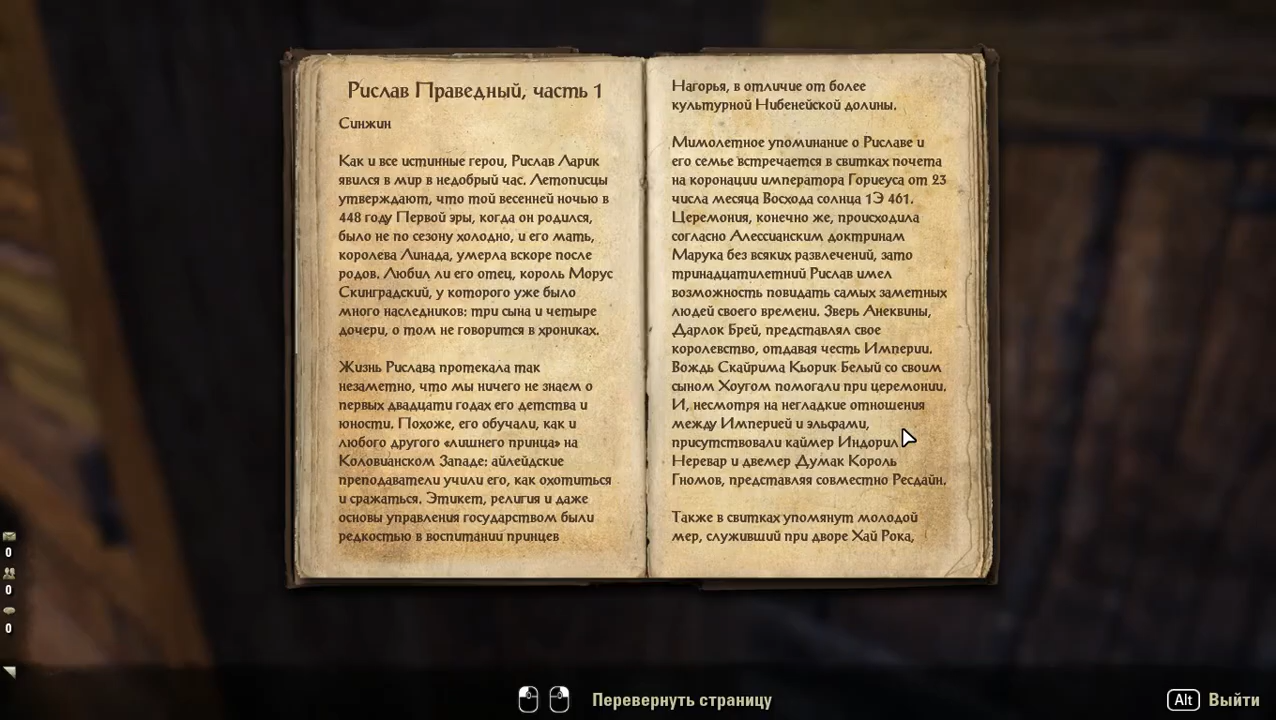 Рислав Праведный, часть 1
Синжин
Как и все истинные герои, Рислав Ларик
явился в мир в недобрый час. Летописцы
утверждают, что той весенней ночью в
448 году Первой эры, когда он родился,
было не по сезону холодно, и его мать,
королева Линада, умерла вскоре после
родов. Любил ли его отец, король Морус
Скинградский, у которого уже было
много наследников: три сына и четыре
дочери, о том не говорится в хрониках.
Жизнь Рислава протекала так
незаметно, что мы ничего не знаем о
первых двадцати годах его детства и
юности. Похоже, его обучали, как и
любого другого «лишнего принца» на
Коловианском Западе: айлейдские
преподаватели учили его, как охотиться
и сражаться. Этикет, религия и даже
основы управления государством были
редкостью в воспитании принцев
Нагорья, в отличие от более
культурной Нибенейской долины.
Мимолетное упоминание о Риславе и
его семье встречается в свитках почета
на коронации императора Гориеуса от 23
числа месяца Восхода солнца 1Э 461.
Церемония, конечно же, происходила
согласно Алессианским доктринам
Марука без всяких развлечений, зато
тринадцатилетний Рислав имел
возможность повидать самых заметных
людей своего времени. Зверь Анеквины,
Дарлок Брей, представлял свое
королевство, отдавая честь Империи.
Вождь Скайрима Кьорик Белый со своим
сыном Хоугом помогали при церемонии.
И, несмотря на негладкие отношения
между Империей и эльфами,
присутствовали каймер Индорил
Неревар и двемер Думак Король
Гномов, представляя совместно Ресдайн.
Также в свитках упомянут молодой
мер, служивший при дворе Хай Рока,
0
0
0
Перевернуть страницу
Alt Выйти